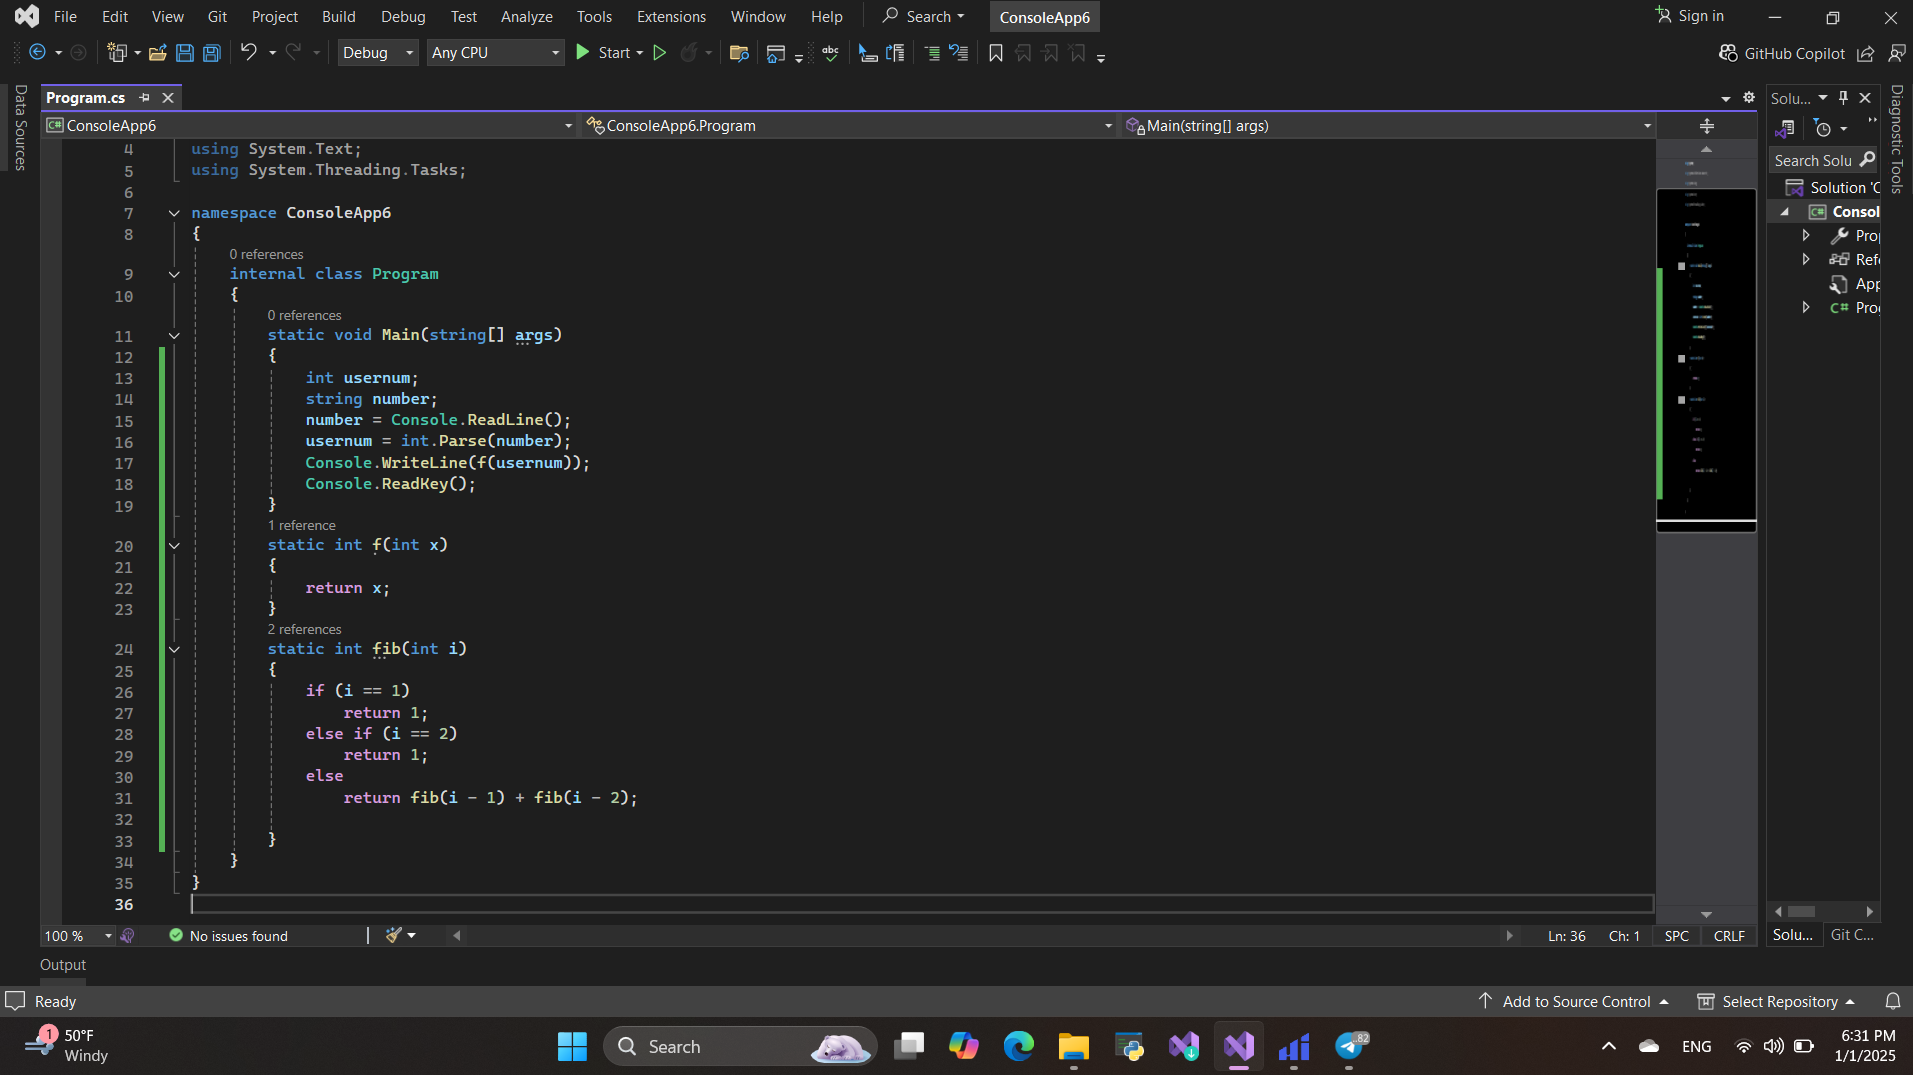 File Edit View Git Project Build Debug Test Analyze Tools Extensions Window Help Search ConsoleApp6 Sign in
Debug Any CPU Start abc GitHub Copilot
Data Sources
Program.cs
Solu...
Diagnostic Tools
C# ConsoleApp6 ConsoleApp6.Program Main(string[] args)
Search Solu
Solution 'C
C# Consol
Pro
Refe
App
C# Pro
4 using System.Text;
5 using System.Threading.Tasks;
6
7 namespace ConsoleApp6
8 {
0 references
9 internal class Program
10 {
0 references
11 static void Main(string[] args)
12 {
13 int usernum;
14 string number;
15 number = Console.ReadLine();
16 usernum = int.Parse(number);
17 Console.WriteLine(f(usernum));
18 Console.ReadKey();
19 }
1 reference
20 static int f(int x)
21 {
22 return x;
23 }
2 references
24 static int fib(int i)
25 {
26 if (i == 1)
27 return 1;
28 else if (i == 2)
29 return 1;
30 else
31 return fib(i - 1) + fib(i - 2);
32
33 }
34 }
35 }
36
100 % No issues found Ln: 36 Ch: 1 SPC CRLF
Solu... Git C...
Output
Ready Add to Source Control Select Repository
1 50°F
Windy
Search
82
ENG
6:31 PM
1/1/2025